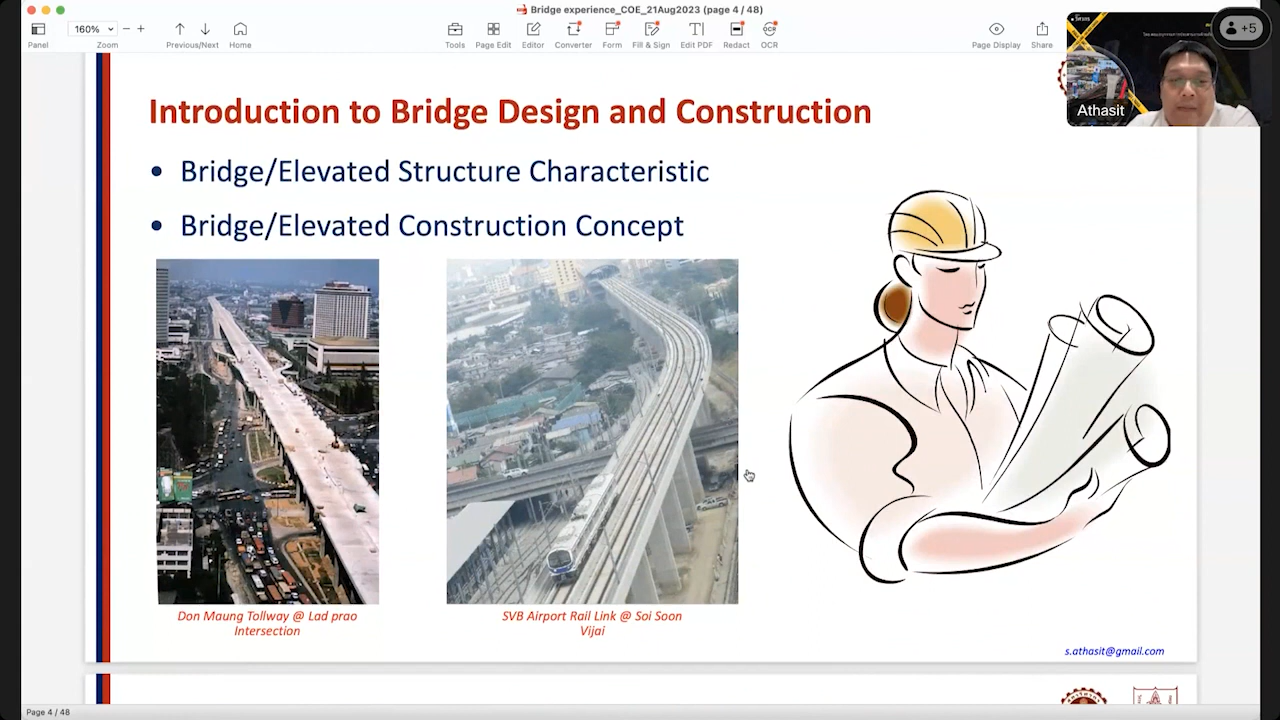 Bridge experience_COE_21Aug2023 (page 4 / 48)
160%
Panel
Zoom
Previous/Next
Home
Tools
Page Edit
Editor
Converter
Form
Fill & Sign
Edit PDF
Redact
OCR
Page Display
Share
+5
Athasit
Introduction to Bridge Design and Construction
• Bridge/Elevated Structure Characteristic
• Bridge/Elevated Construction Concept
Don Maung Tollway @ Lad prao
Intersection
SVB Airport Rail Link @ Soi Soon
Vijai
s.athasit@gmail.com
Page 4 / 48